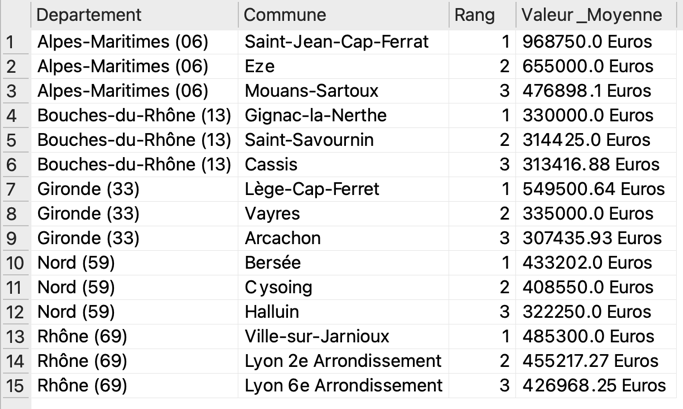 Departement Commune Rang Valeur_Moyenne
1 Alpes-Maritimes (06) Saint-Jean-Cap-Ferrat 1 968750.0 Euros
2 Alpes-Maritimes (06) Eze 2 655000.0 Euros
3 Alpes-Maritimes (06) Mouans-Sartoux 3 476898.1 Euros
4 Bouches-du-Rhône (13) Gignac-la-Nerthe 1 330000.0 Euros
5 Bouches-du-Rhône (13) Saint-Savournin 2 314425.0 Euros
6 Bouches-du-Rhône (13) Cassis 3 313416.88 Euros
7 Gironde (33) Lège-Cap-Ferret 1 549500.64 Euros
8 Gironde (33) Vayres 2 335000.0 Euros
9 Gironde (33) Arcachon 3 307435.93 Euros
10 Nord (59) Bersée 1 433202.0 Euros
11 Nord (59) Cysoing 2 408550.0 Euros
12 Nord (59) Halluin 3 322250.0 Euros
13 Rhône (69) Ville-sur-Jarnioux 1 485300.0 Euros
14 Rhône (69) Lyon 2e Arrondissement 2 455217.27 Euros
15 Rhône (69) Lyon 6e Arrondissement 3 426968.25 Euros